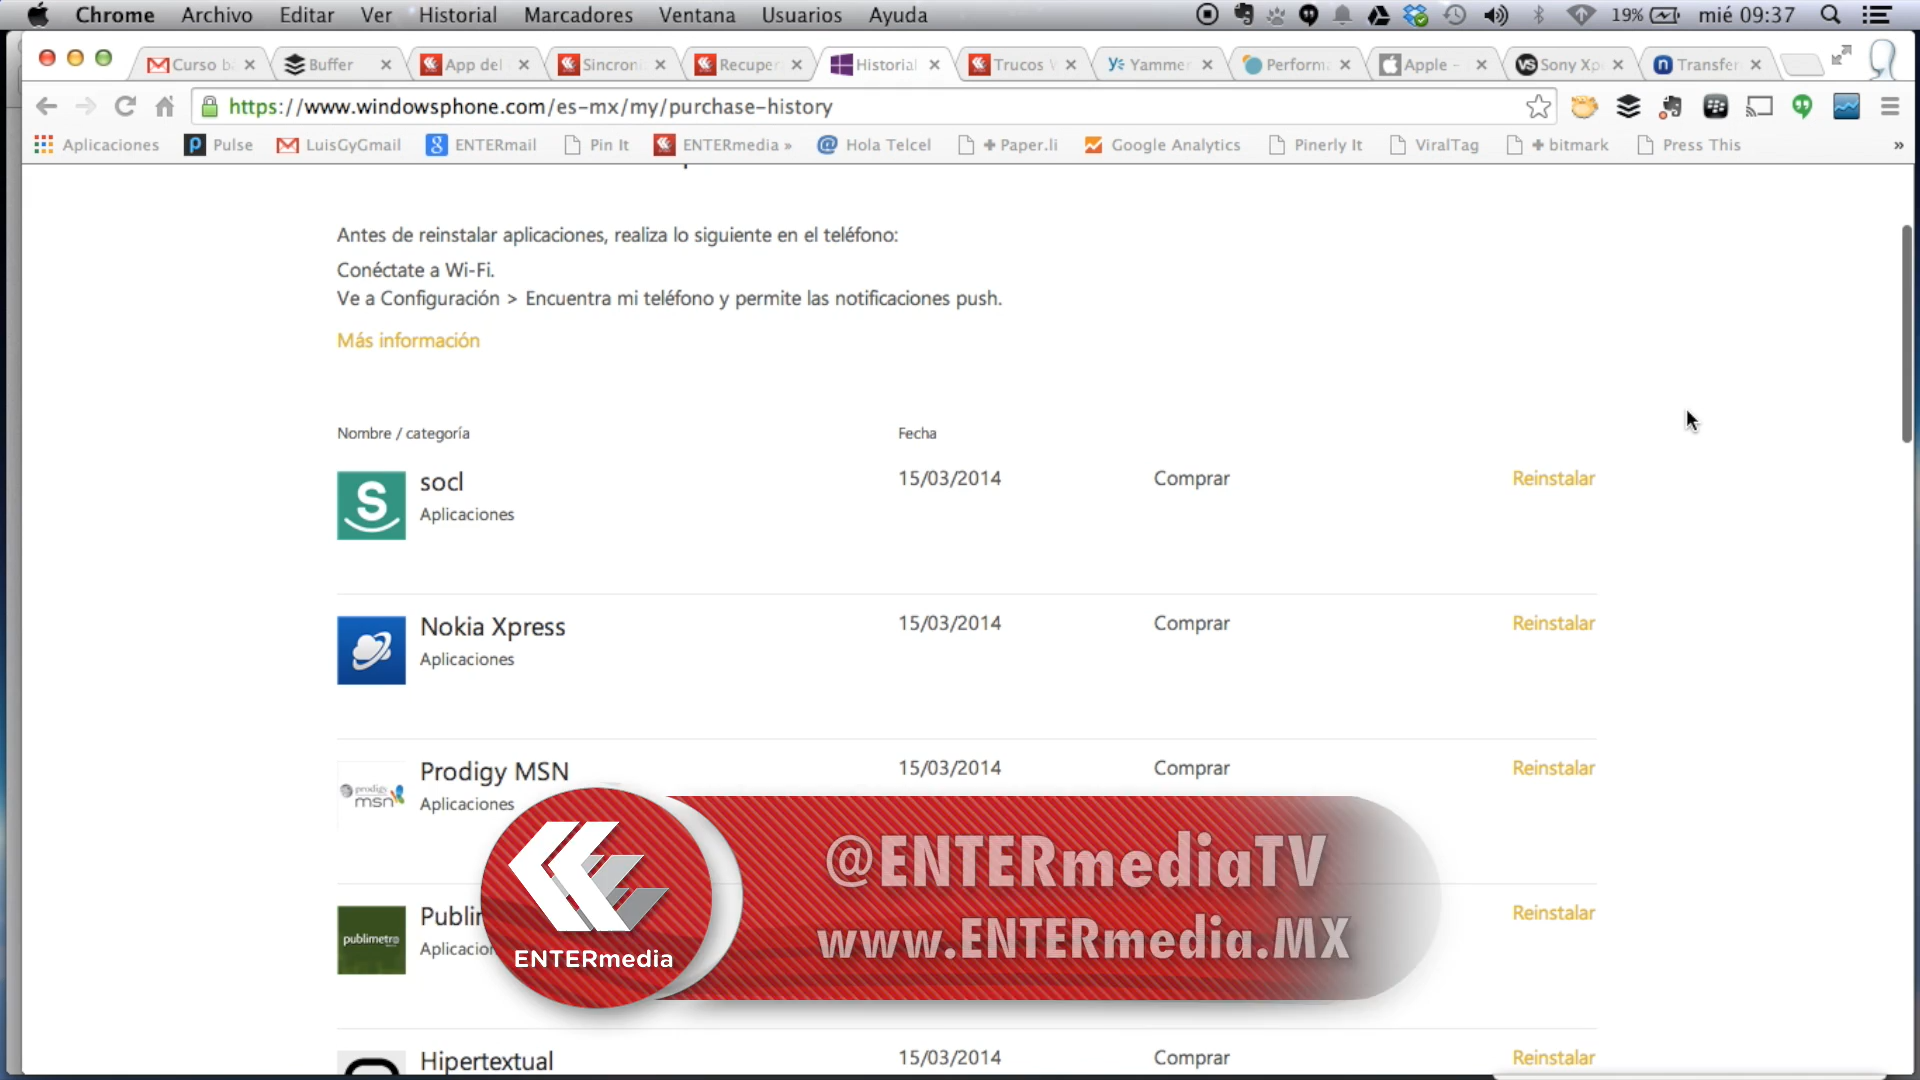 Chrome Archivo Editar Ver Historial Marcadores Ventana Usuarios Ayuda 19% mié 09:37
Curso b Buffer App del Sincroni Recuper Historial Trucos Yammer Perform Apple - Sony Xp Transfer
https://www.windowsphone.com/es-mx/my/purchase-history
Aplicaciones Pulse LuisGyGmail ENTERmail Pin It ENTERmedia » Hola Telcel + Paper.li Google Analytics Pinerly It ViralTag + bitmark Press This »
Antes de reinstalar aplicaciones, realiza lo siguiente en el teléfono:
Conéctate a Wi-Fi.
Ve a Configuración > Encuentra mi teléfono y permite las notificaciones push.
Más información
Nombre / categoría Fecha
socl 15/03/2014 Comprar Reinstalar
Aplicaciones
Nokia Xpress 15/03/2014 Comprar Reinstalar
Aplicaciones
Prodigy MSN 15/03/2014 Comprar Reinstalar
prodigy
msn
Aplicaciones
@ENTERmediaTV
Reinstalar
publimetro
www.ENTERmedia.MX
ENTERmedia
Hipertextual 15/03/2014 Comprar Reinstalar